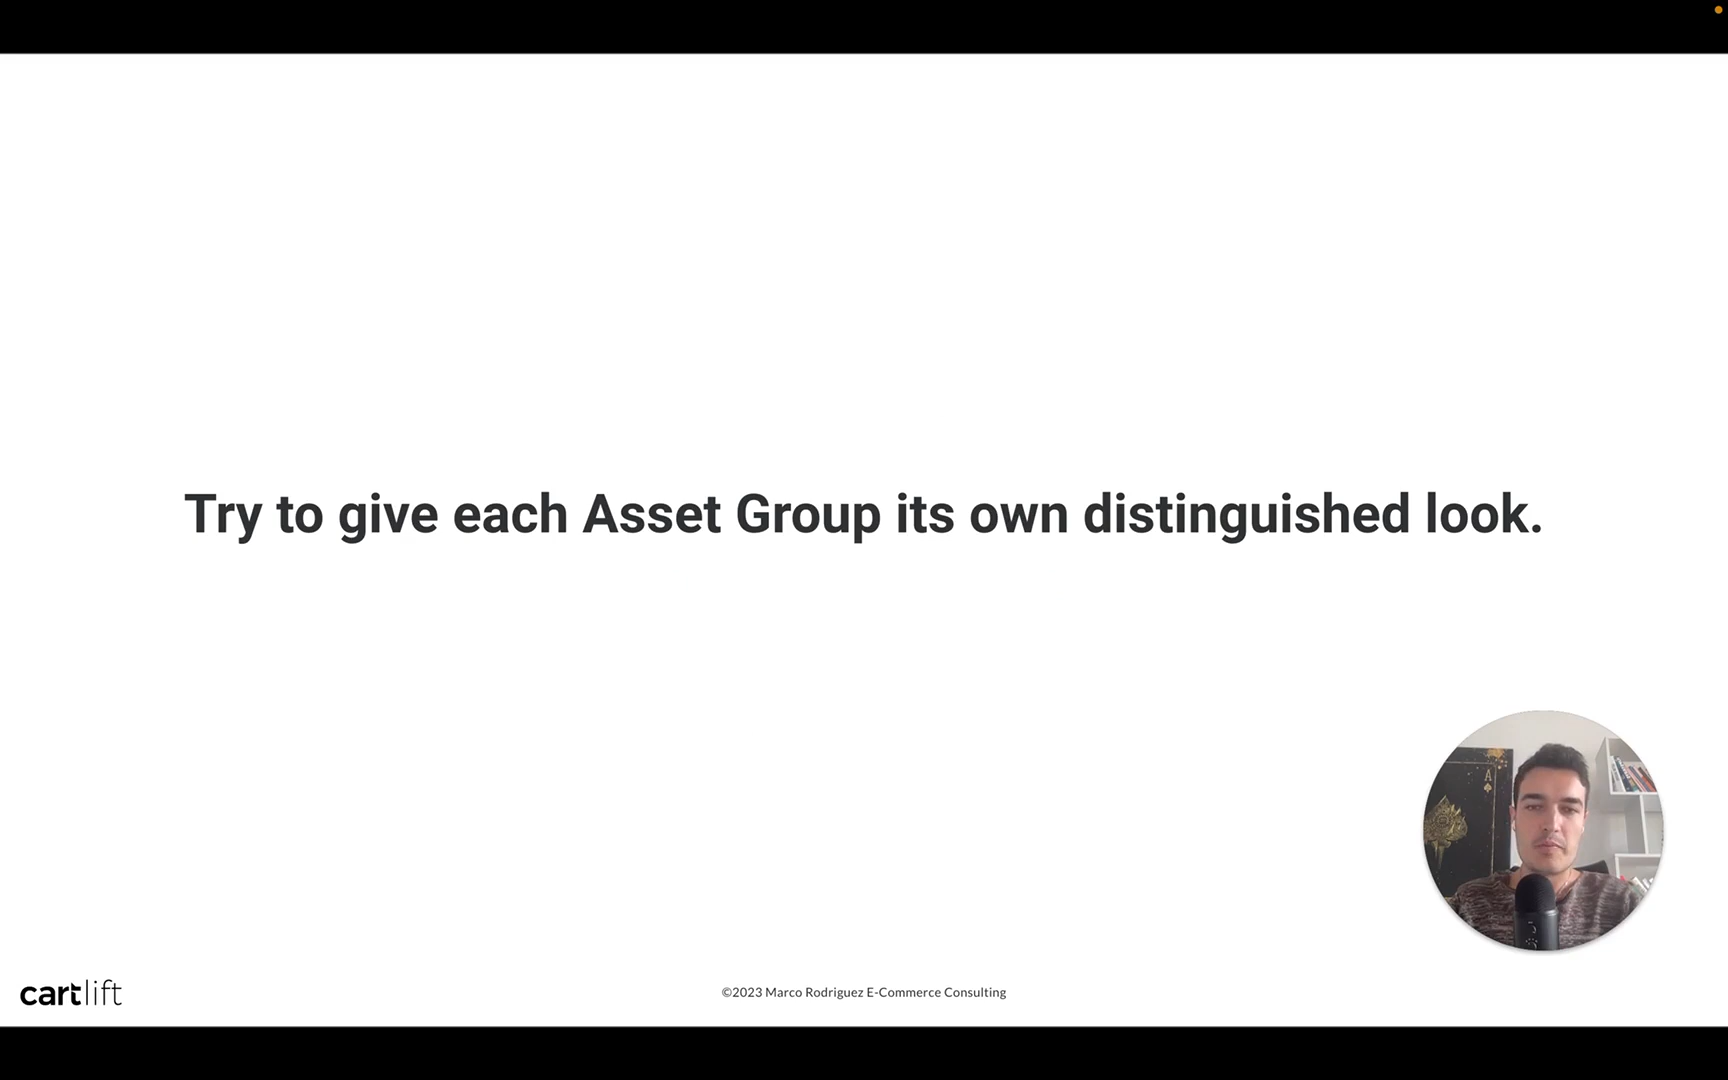 Try to give each Asset Group its own distinguished look.
A
cartlift
©2023 Marco Rodriguez E-Commerce Consulting